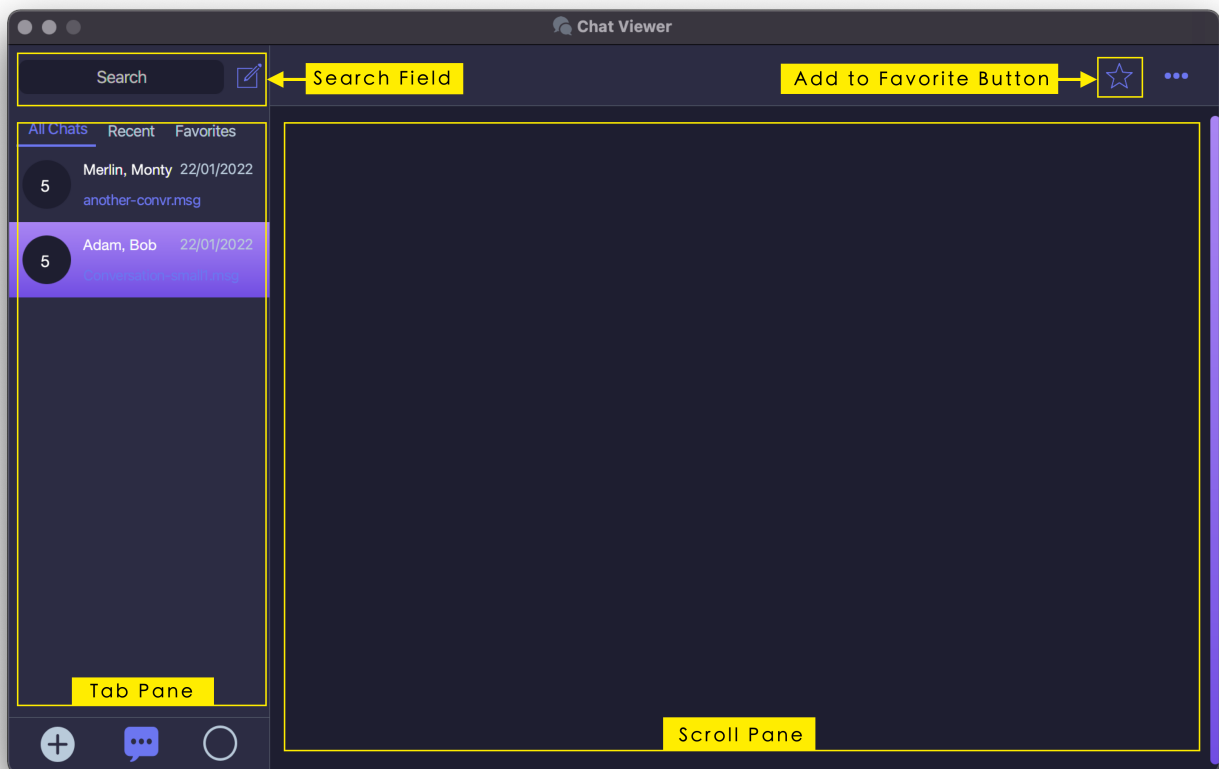 Chat Viewer
Search
Search Field
Add to Favorite Button
All Chats Recent Favorites
5
Merlin, Monty 22/01/2022
another-convr.msg
5
Adam, Bob 22/01/2022
Tab Pane
Scroll Pane